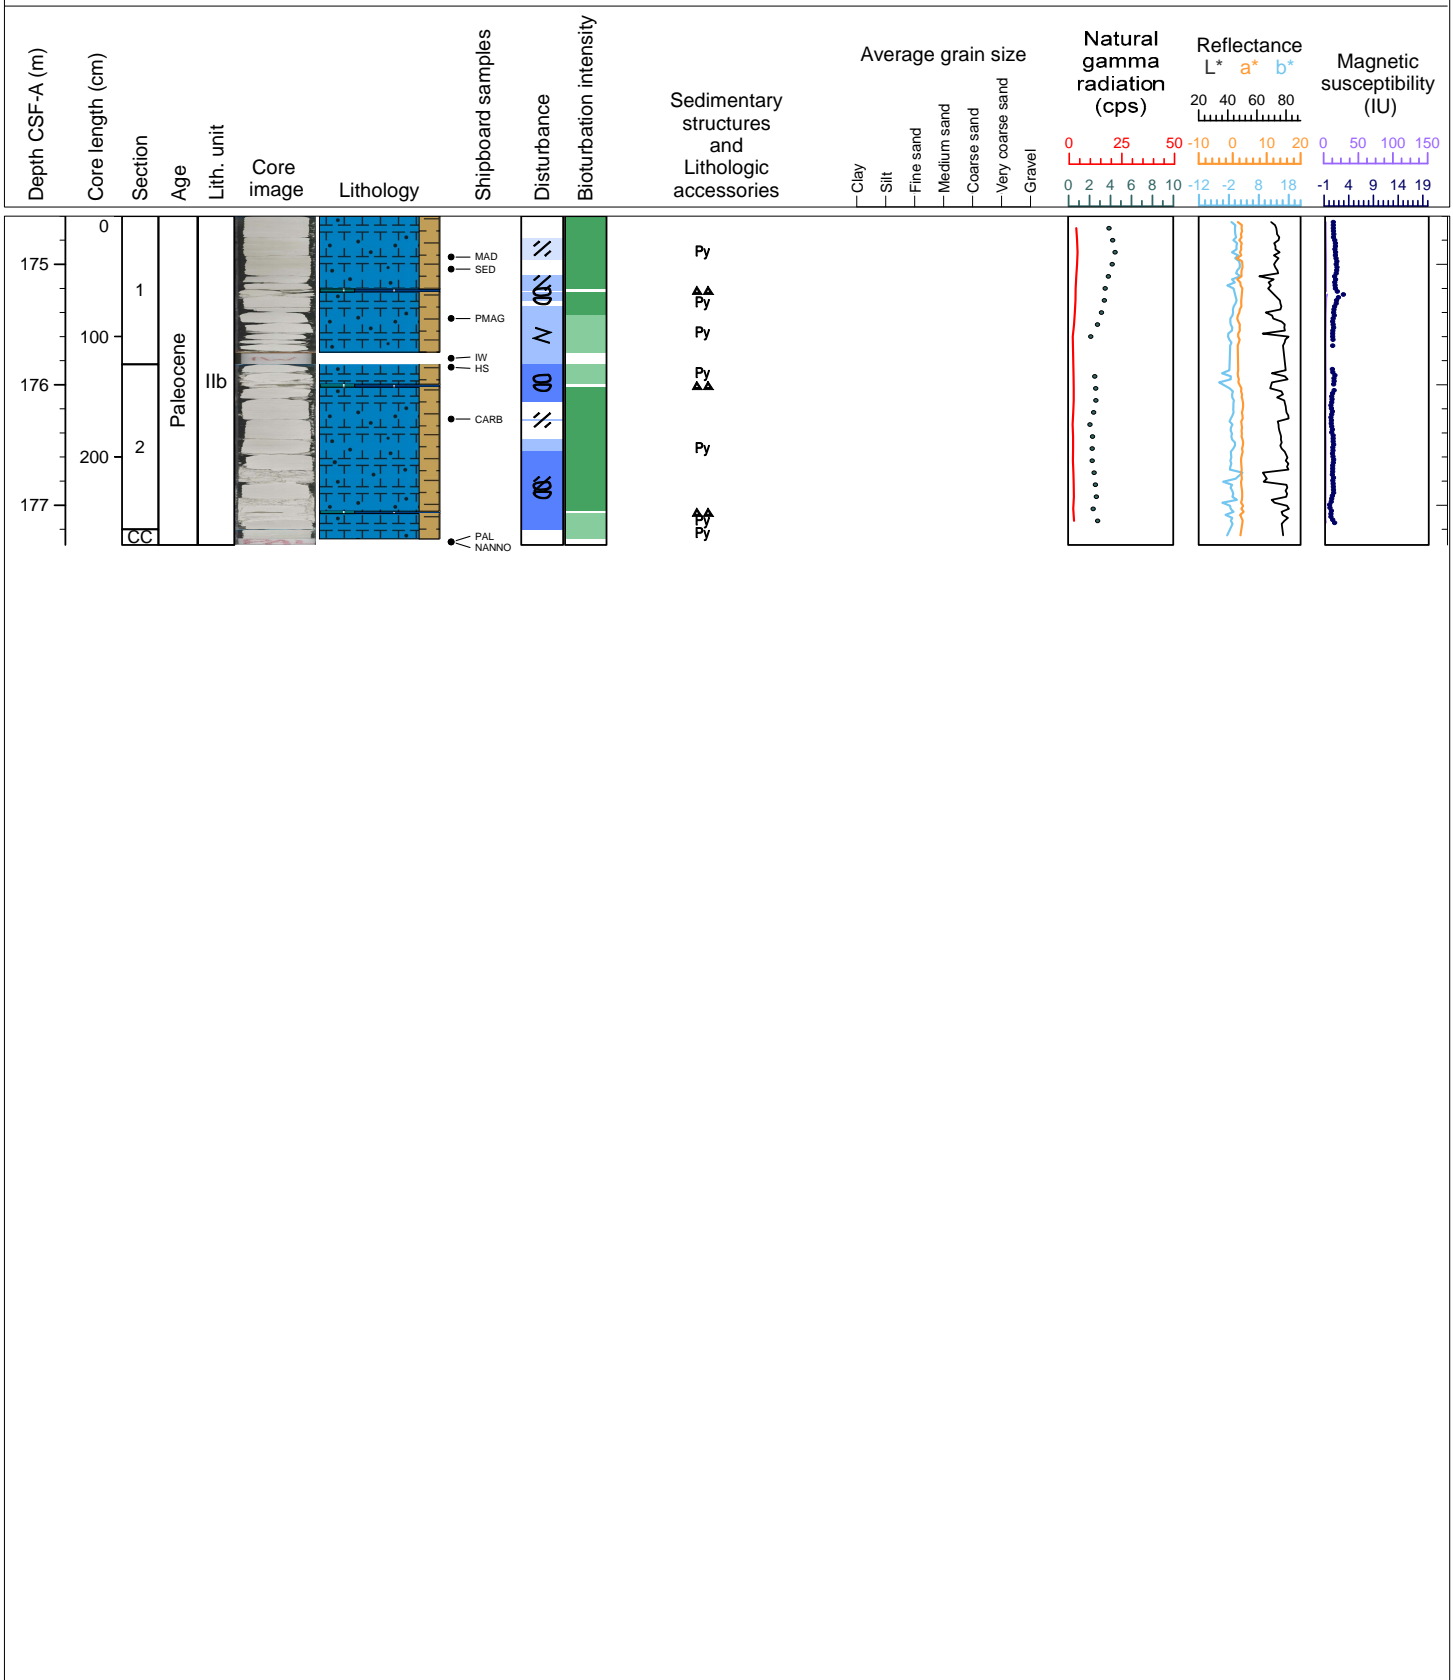 Depth CSF-A (m)
Core length (cm)
Section
Age
Lith. unit
Core
image
Lithology
Shipboard samples
Disturbance
Bioturbation intensity
Sedimentary
structures
and
Lithologic
accessories
Average grain size
Clay
Silt
Fine sand
Medium sand
Coarse sand
Very coarse sand
Gravel
Natural
gamma
radiation
(cps)
0 25 50
0 2 4 6 8 10
Reflectance
L* a* b*
20 40 60 80
-10 0 10 20
-12 -2 8 18
Magnetic
susceptibility
(IU)
0 50 100 150
-1 4 9 14 19
175
176
177
0
100
200
1
2
CC
Paleocene
IIb
MAD
SED
PMAG
IW
HS
CARB
PAL
NANNO
Py
Py
Py
Py
Py
Py
Py